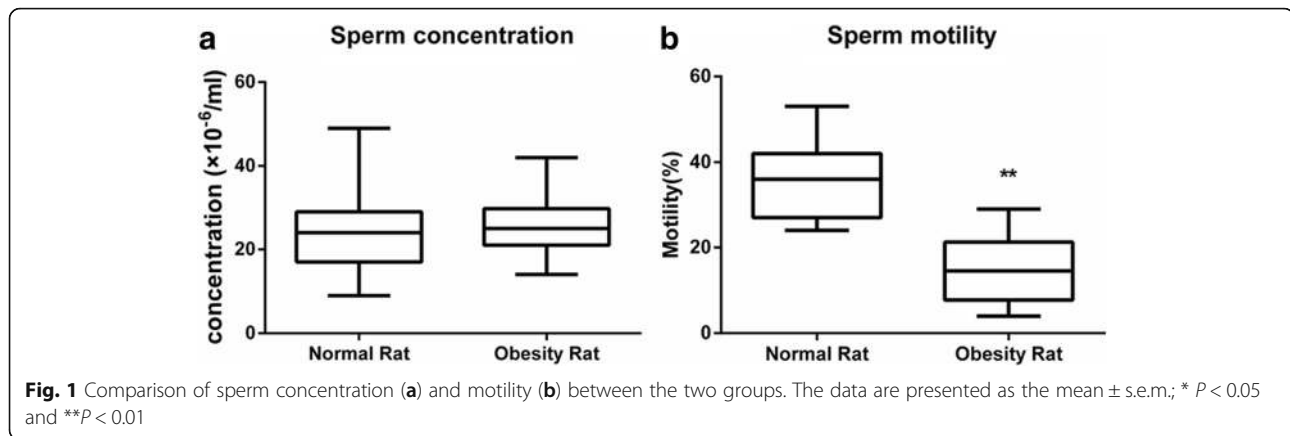 a Sperm concentration
concentration (×10⁻⁶/ml)
60
40
20
0
Normal Rat Obesity Rat
b Sperm motility
Motility(%)
60
40
20
0
**
Normal Rat Obesity Rat
Fig. 1 Comparison of sperm concentration (a) and motility (b) between the two groups. The data are presented as the mean ± s.e.m.; * P < 0.05
and **P < 0.01